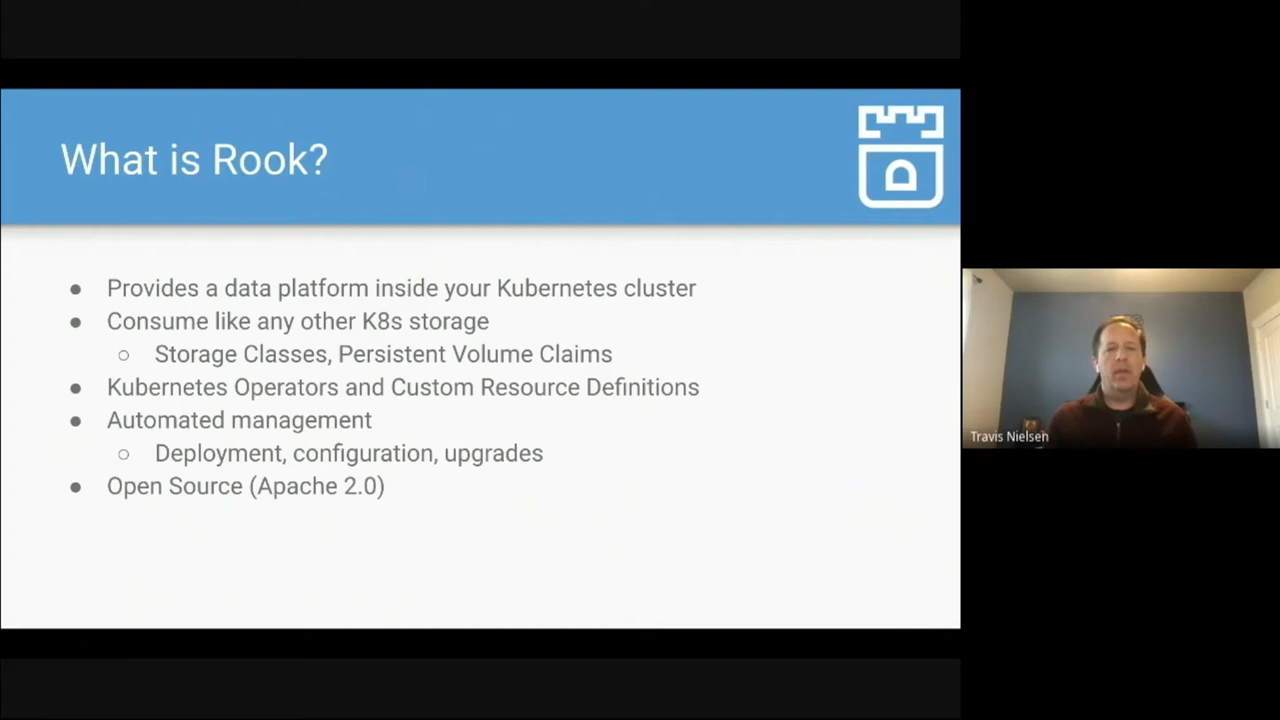 What is Rook?
● Provides a data platform inside your Kubernetes cluster
● Consume like any other K8s storage
○ Storage Classes, Persistent Volume Claims
● Kubernetes Operators and Custom Resource Definitions
● Automated management
○ Deployment, configuration, upgrades
● Open Source (Apache 2.0)
Travis Nielsen